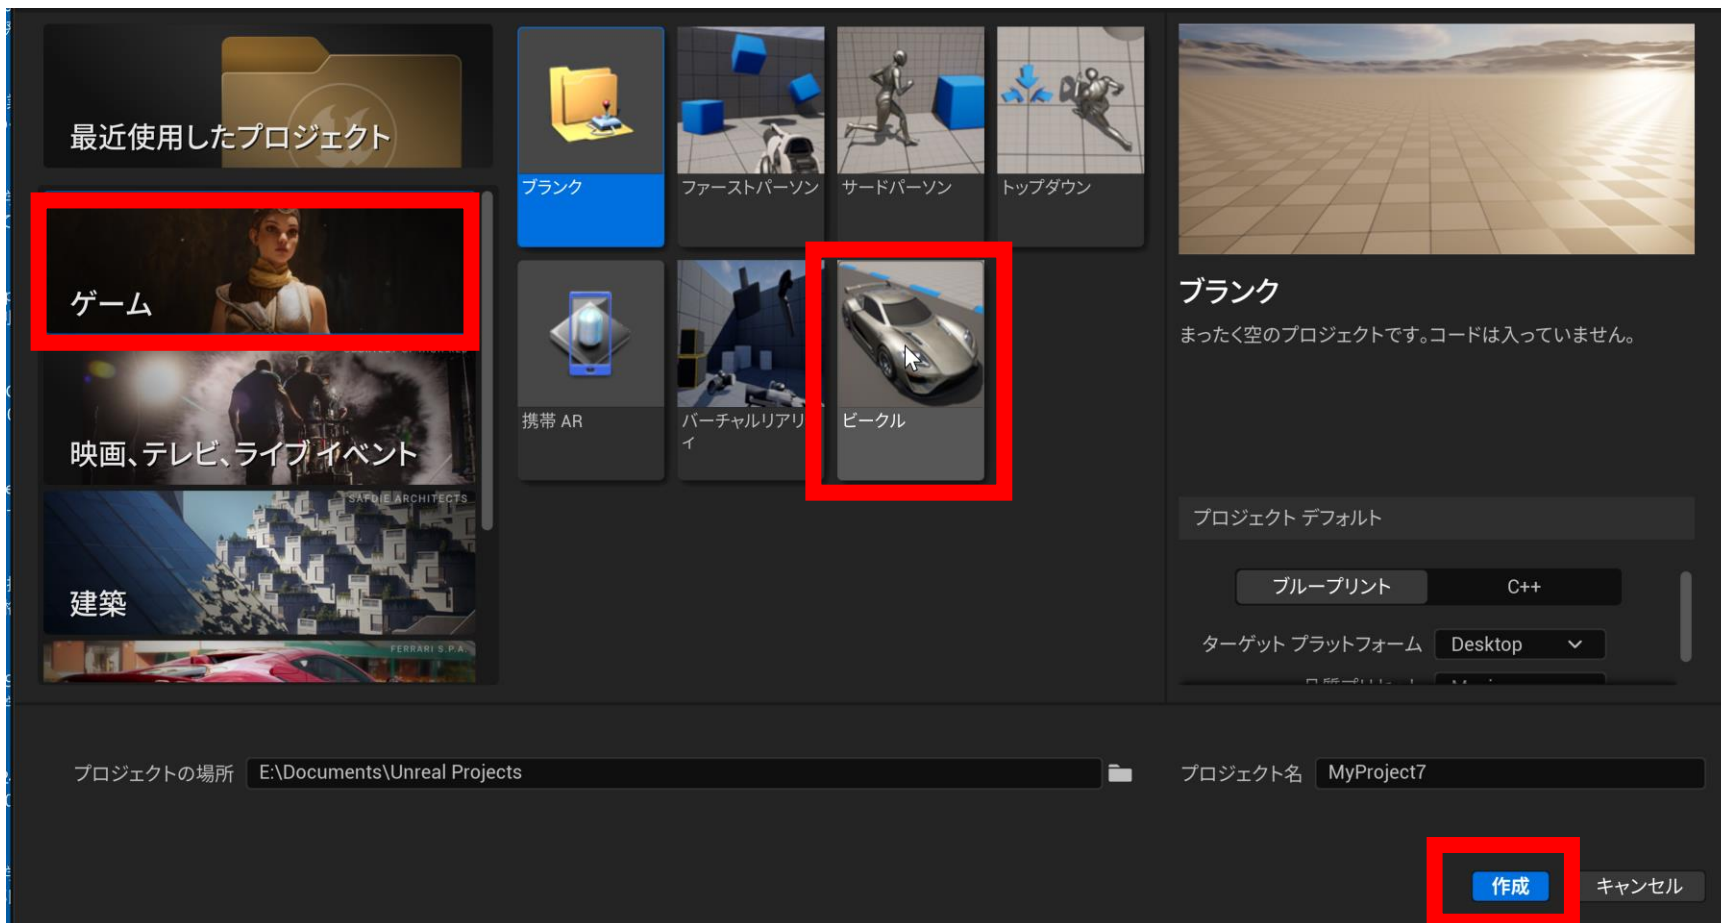 最近使用したプロジェクト
ゲーム
映画、テレビ、ライブ イベント
SAFDIE ARCHITECTS
建築
FERRARI S.P.A
ブランク
ファーストパーソン
サードパーソン
トップダウン
携帯 AR
バーチャルリアリ
ィ
ビークル
ブランク
まったく空のプロジェクトです。コードは入っていません。
プロジェクト デフォルト
ブループリント
C++
ターゲット プラットフォーム
Desktop
プロジェクトの場所
E:\Documents\Unreal Projects
プロジェクト名
MyProject7
作成
キャンセル